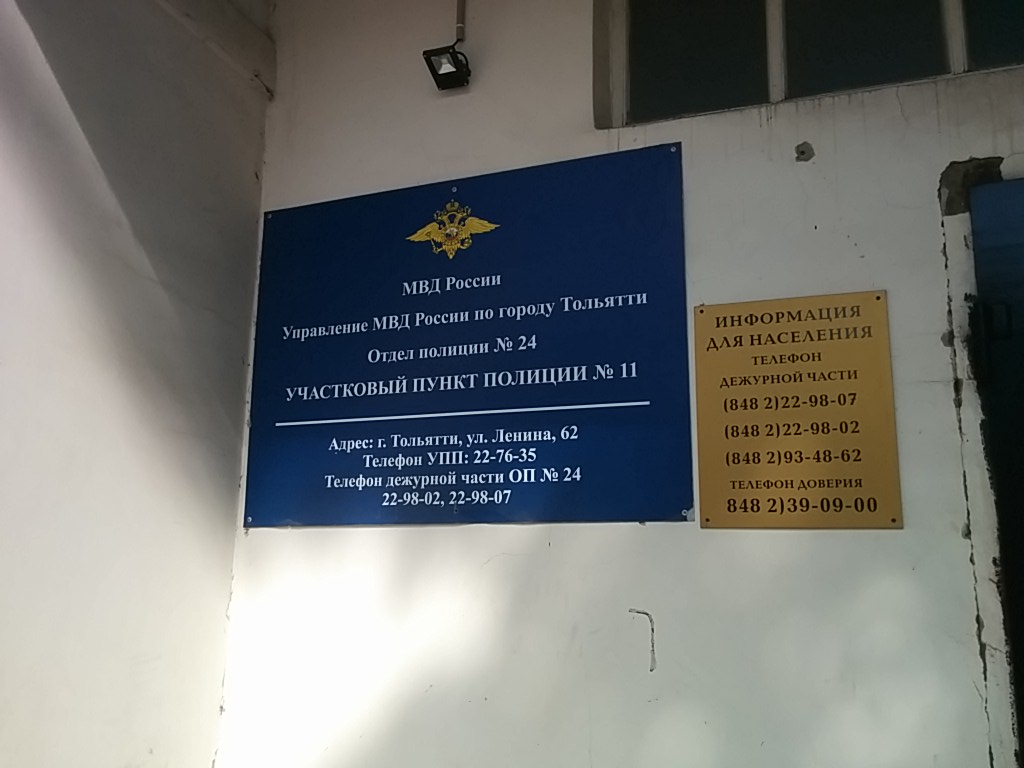 МВД России
Управление МВД России по городу Тольятти
Отдел полиции № 24
УЧАСТКОВЫЙ ПУНКТ ПОЛИЦИИ № 11
Адрес: г. Тольятти, ул. Ленина, 62
Телефон УПП: 22-76-35
Телефон дежурной части ОП № 24
22-98-02, 22-98-07
ИНФОРМАЦИЯ
ДЛЯ НАСЕЛЕНИЯ
ТЕЛЕФОН
ДЕЖУРНОЙ ЧАСТИ
(848 2)22-98-07
(848 2)22-98-02
(848 2)93-48-62
ТЕЛЕФОН ДОВЕРИЯ
848 2)39-09-00